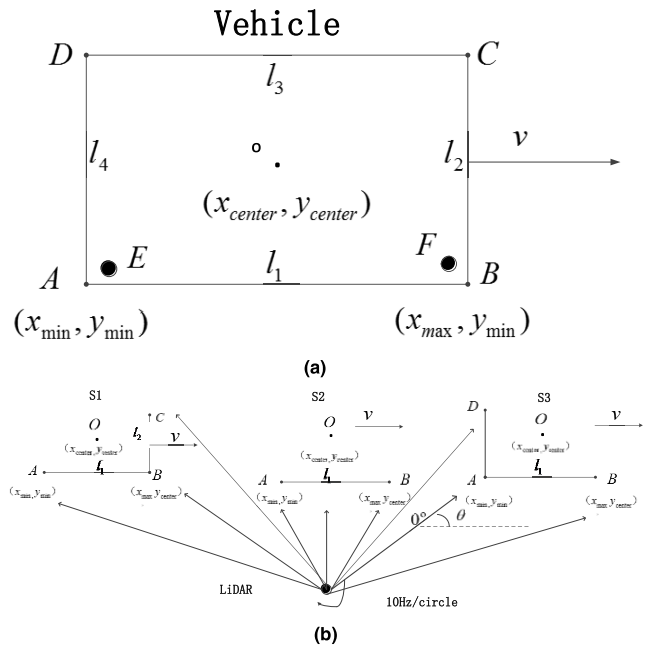 Vehicle
D
C
l3
l4
o
l2
v
(xcenter, ycenter)
E
F
A
l1
B
(xmin, ymin)
(xmax, ymin)
(a)
S1
S2
S3
C
O
l2
v
(xcenter, ycenter)
A
l1
B
(xmin, ymin)
(xmax ycenter)
O
v
(xcenter, ycenter)
A
l1
B
(xmin, ymin)
(xmax ycenter)
D
O
v
(xcenter, ycenter)
A
l1
B
(xmin, ymin)
(xmax ycenter)
0°
θ
LiDAR
10Hz/circle
(b)